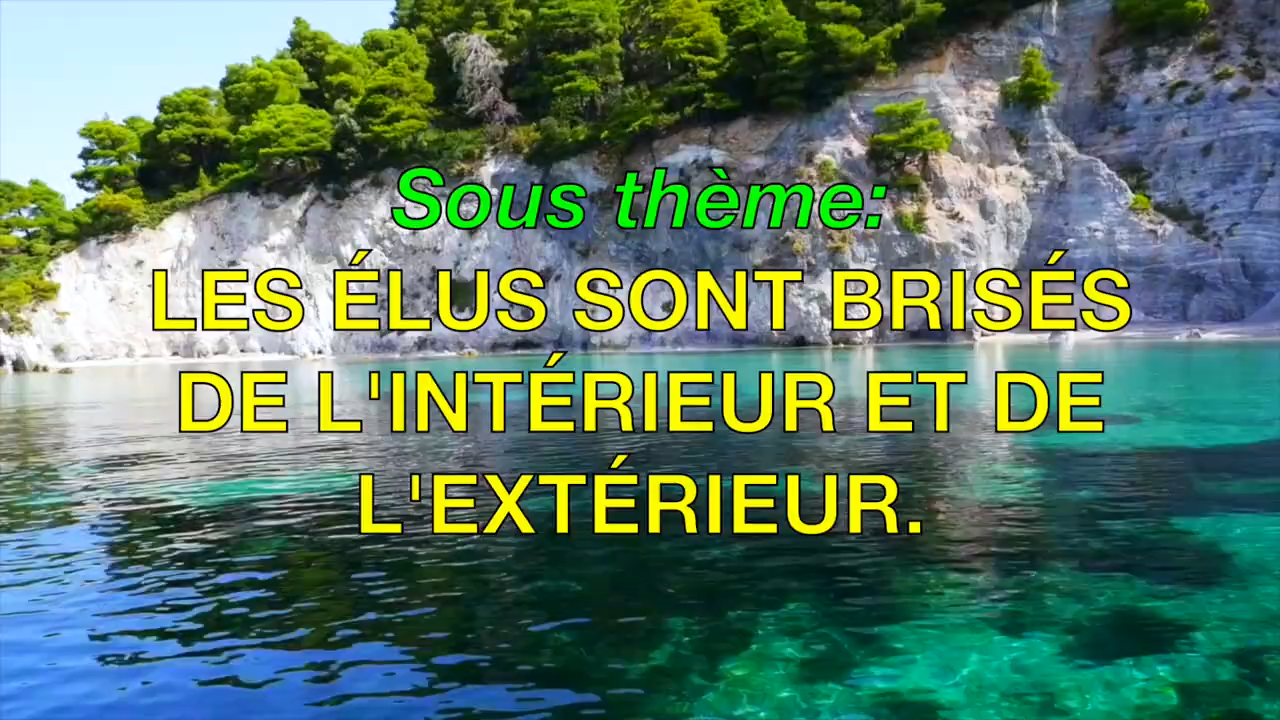 Sous thème:
LES ÉLUS SONT BRISÉS
DE L'INTÉRIEUR ET DE
L'EXTÉRIEUR.